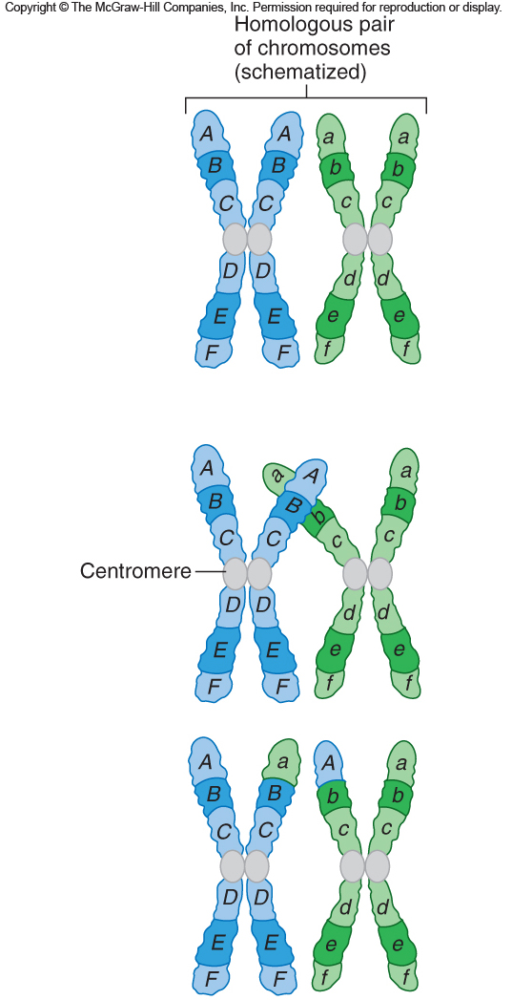 Copyright © The McGraw-Hill Companies, Inc. Permission required for reproduction or display.
Homologous pair
of chromosomes
(schematized)
A A a a
B B b b
C C c c
D D d d
E E e e
F F f f
A a A a
B B b b
C C c c
Centromere
D D d d
E E e e
F F f f
A a A a
B B b b
C C c c
D D d d
E E e e
F F f f